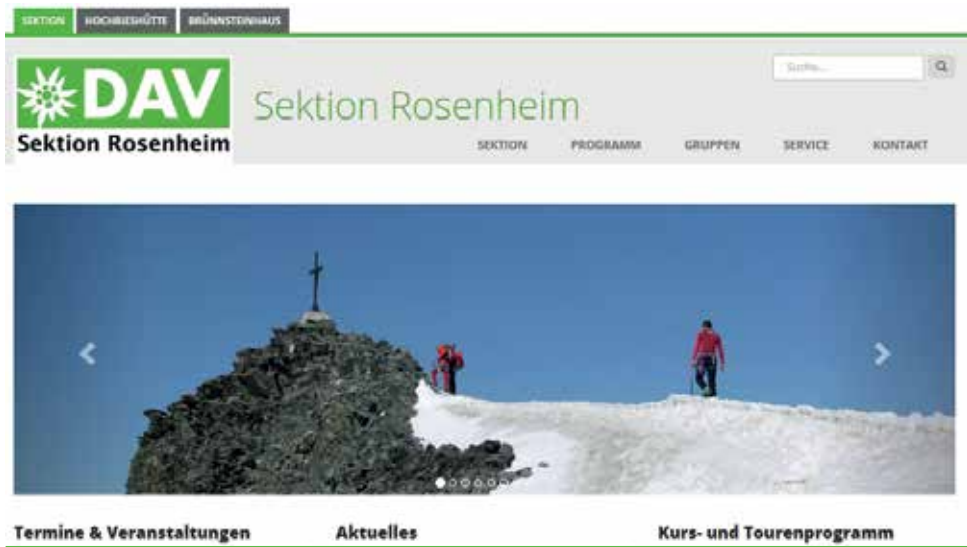 SEKTION HOCHRIESHÜTTE BRÜNNSTEINHAUS
Suche...
DAV
Sektion Rosenheim
Sektion Rosenheim
SEKTION PROGRAMM GRUPPEN SERVICE KONTAKT
Termine & Veranstaltungen Aktuelles Kurs- und Tourenprogramm